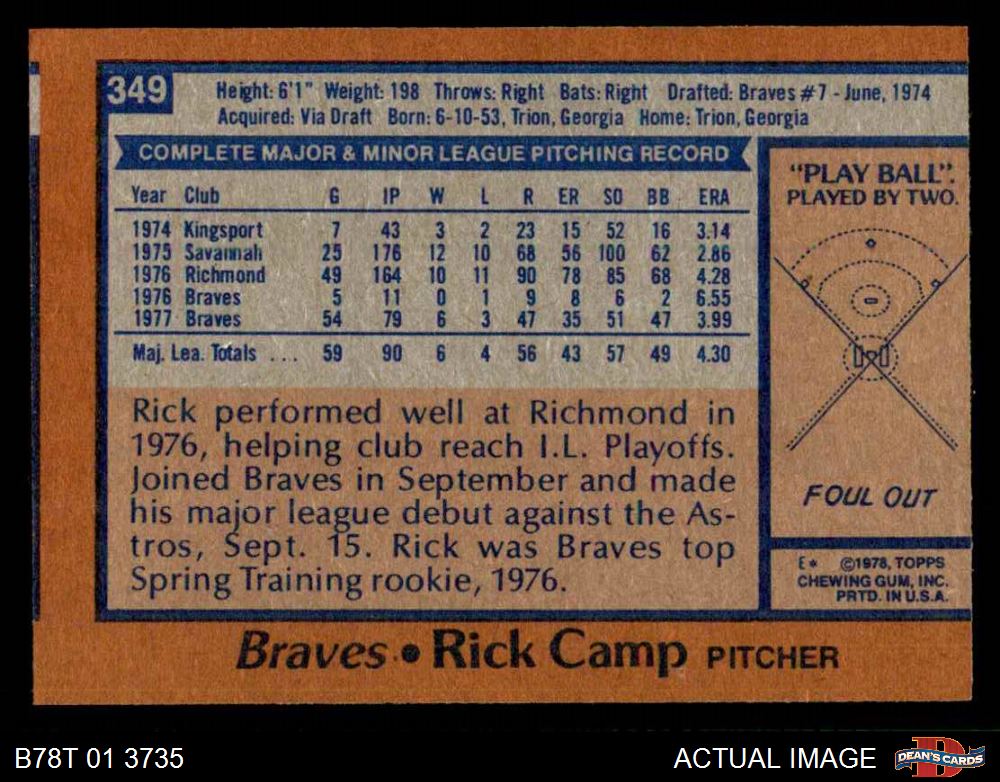 349
Height: 6'1" Weight: 198 Throws: Right Bats: Right Drafted: Braves #7 - June, 1974
Acquired: Via Draft Born: 6-10-53, Trion, Georgia Home: Trion, Georgia
COMPLETE MAJOR & MINOR LEAGUE PITCHING RECORD
Year Club G IP W L R ER SO BB ERA
1974 Kingsport 7 43 3 2 23 15 52 16 3.14
1975 Savannah 25 176 12 10 68 56 100 62 2.86
1976 Richmond 49 164 10 11 90 78 85 68 4.28
1976 Braves 5 11 0 1 9 8 6 2 6.55
1977 Braves 54 79 6 3 47 35 51 47 3.99
Maj. Lea. Totals ... 59 90 6 4 56 43 57 49 4.30
Rick performed well at Richmond in
1976, helping club reach I.L. Playoffs.
Joined Braves in September and made
his major league debut against the As-
tros, Sept. 15. Rick was Braves top
Spring Training rookie, 1976.
"PLAY BALL".
PLAYED BY TWO.
FOUL OUT
E* ©1978, TOPPS
CHEWING GUM, INC.
PRTD. IN U.S.A.
Braves • Rick Camp PITCHER
B78T 01 3735
ACTUAL IMAGE
D
DEAN'S CARDS